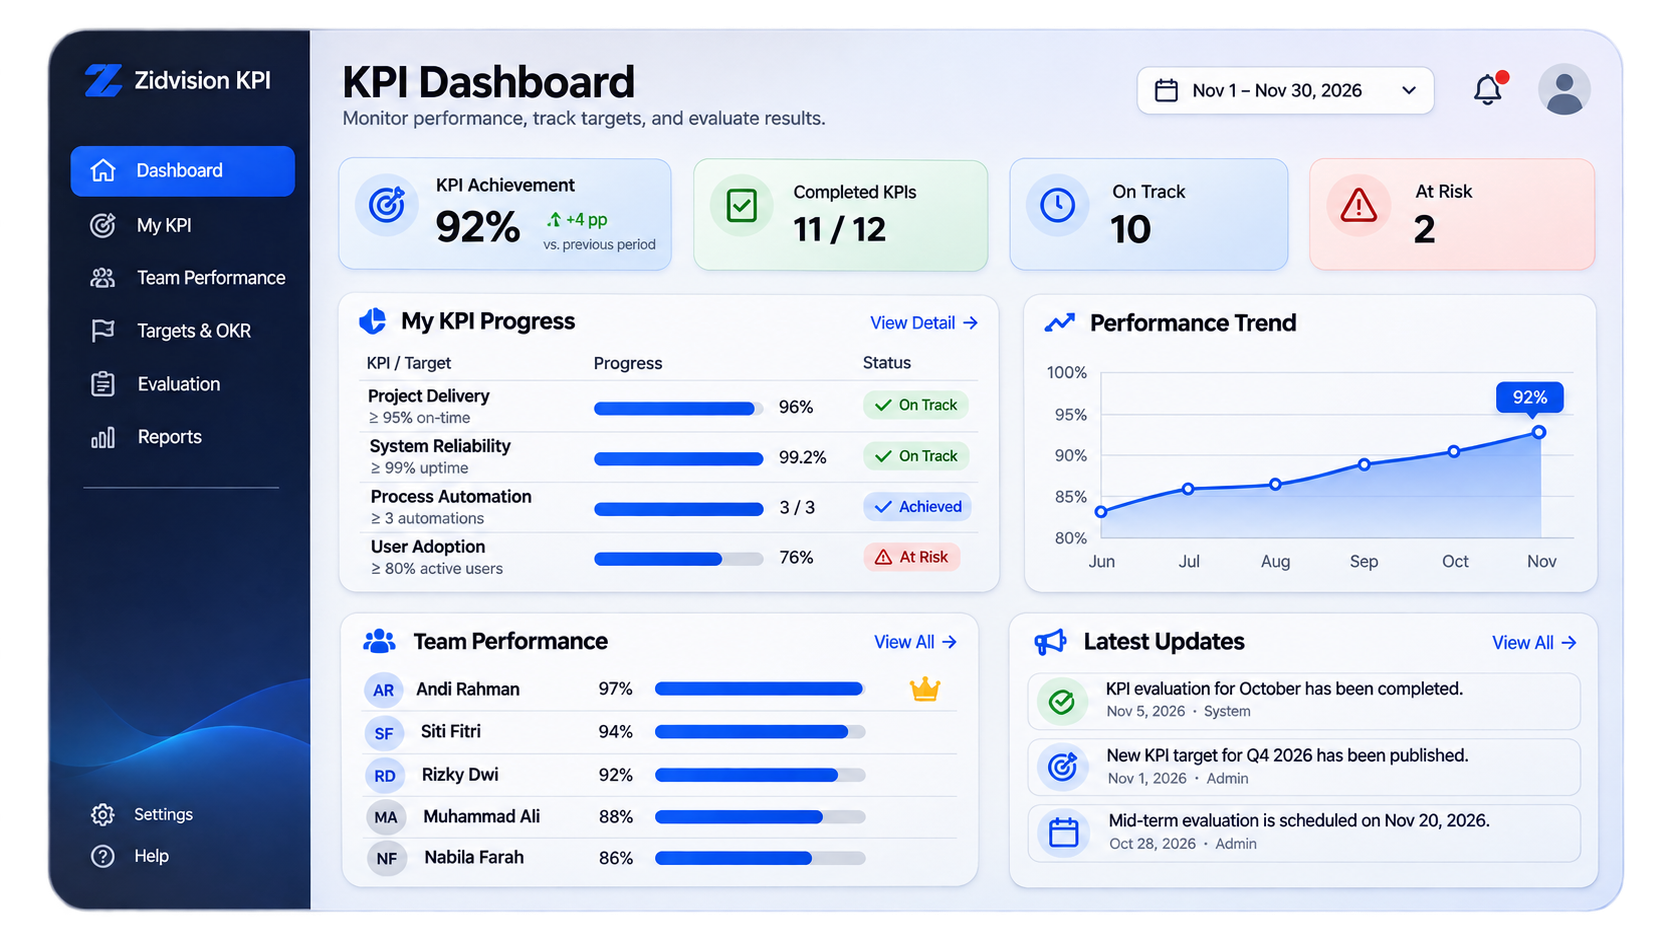 Zidvision KPI
Dashboard
My KPI
Team Performance
Targets & OKR
Evaluation
Reports
Settings
Help
KPI Dashboard
Monitor performance, track targets, and evaluate results.
Nov 1 – Nov 30, 2026
KPI Achievement
92%
+4 pp
vs. previous period
Completed KPIs
11 / 12
On Track
10
At Risk
2
My KPI Progress
View Detail →
KPI / Target Progress Status
Project Delivery
≥ 95% on-time
96%
On Track
System Reliability
≥ 99% uptime
99.2%
On Track
Process Automation
≥ 3 automations
3 / 3
Achieved
User Adoption
≥ 80% active users
76%
At Risk
Performance Trend
100%
95%
90%
85%
80%
92%
Jun Jul Aug Sep Oct Nov
Team Performance
View All →
AR Andi Rahman 97%
SF Siti Fitri 94%
RD Rizky Dwi 92%
MA Muhammad Ali 88%
NF Nabila Farah 86%
Latest Updates
View All →
KPI evaluation for October has been completed.
Nov 5, 2026 • System
New KPI target for Q4 2026 has been published.
Nov 1, 2026 • Admin
Mid-term evaluation is scheduled on Nov 20, 2026.
Oct 28, 2026 • Admin